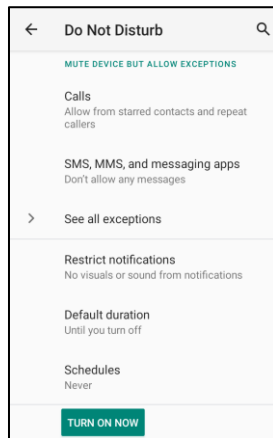 Do Not Disturb
MUTE DEVICE BUT ALLOW EXCEPTIONS
Calls
Allow from starred contacts and repeat
callers
SMS, MMS, and messaging apps
Don't allow any messages
See all exceptions
Restrict notifications
No visuals or sound from notifications
Default duration
Until you turn off
Schedules
Never
TURN ON NOW